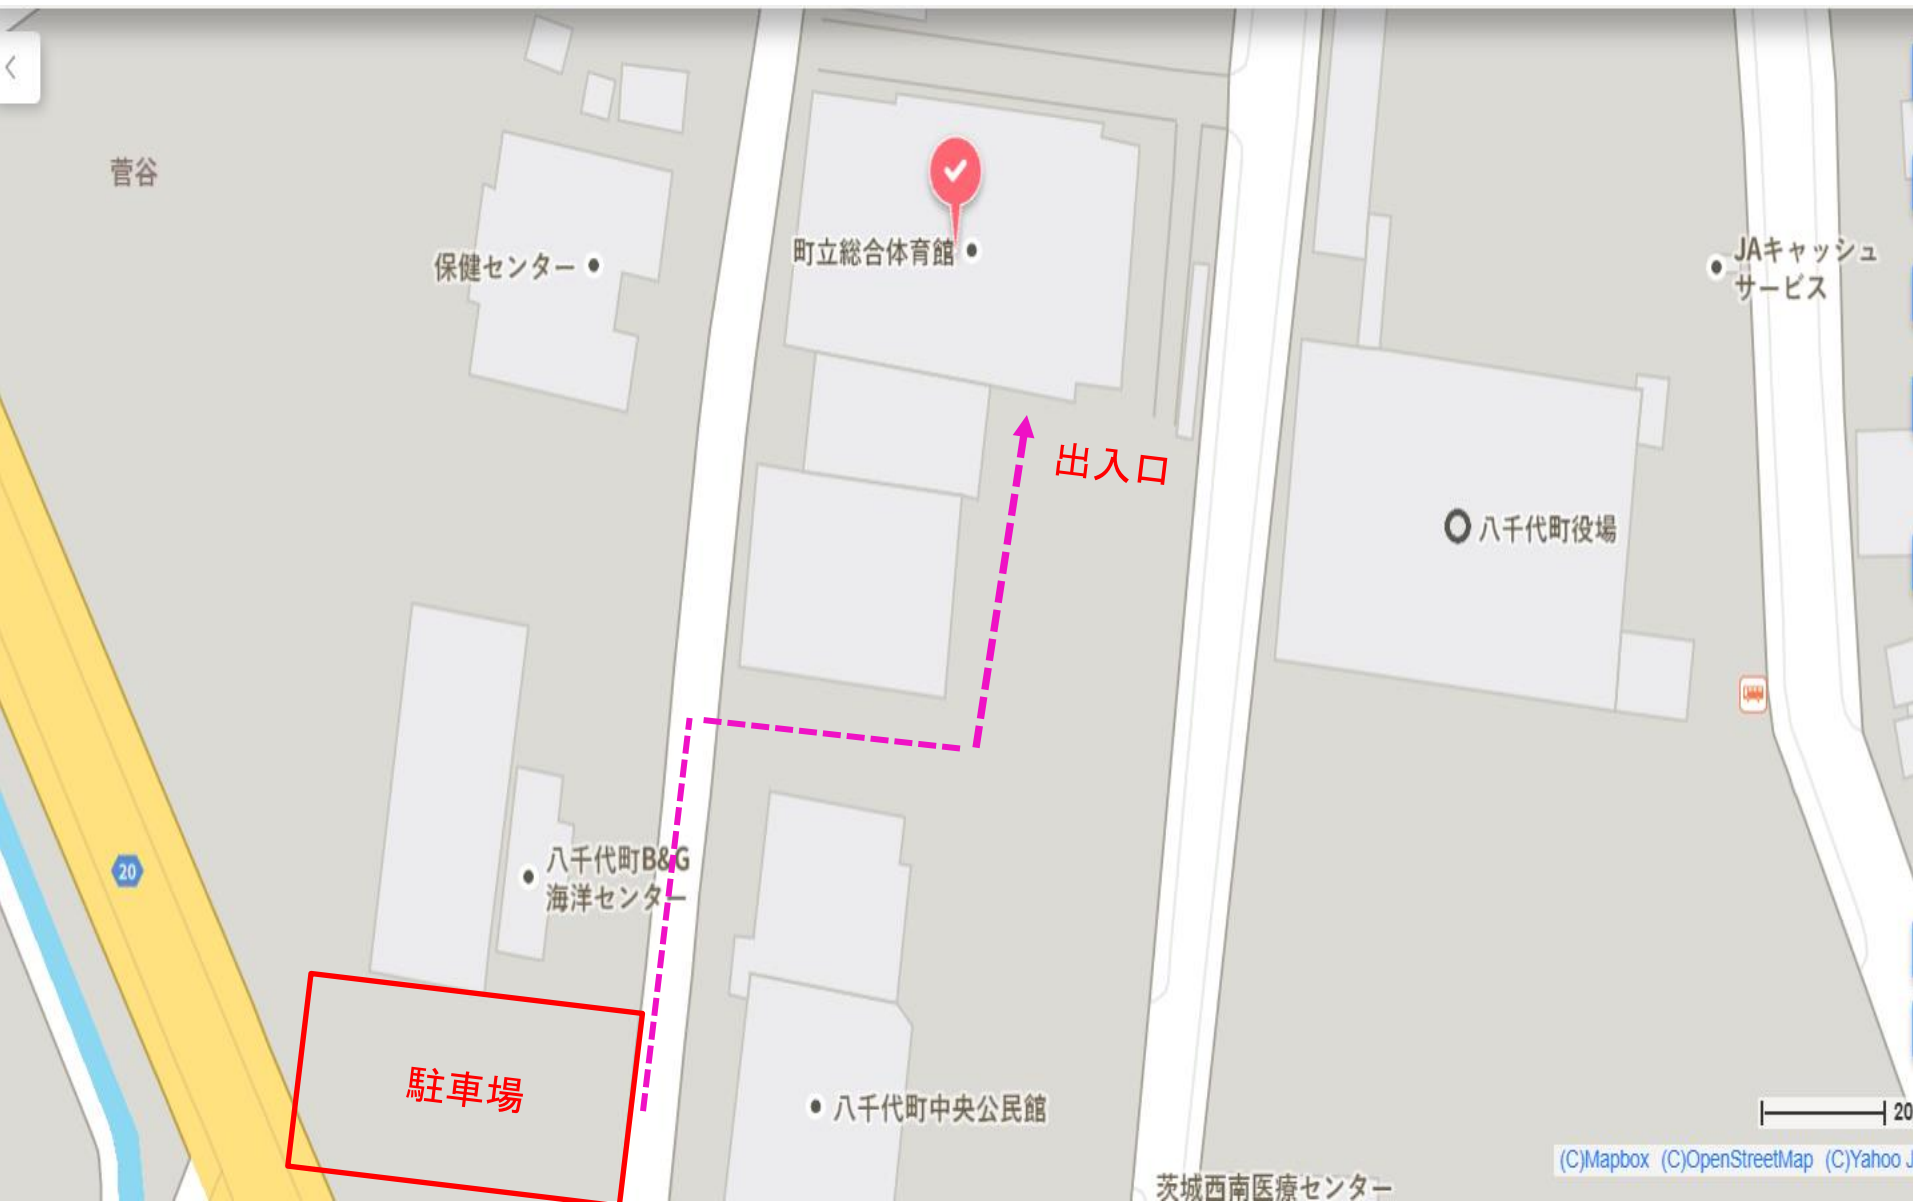 菅谷
保健センター
町立総合体育館
JAキャッシュ
サービス
出入口
八千代町役場
八千代町B&G
海洋センター
20
駐車場
八千代町中央公民館
20
(C)Mapbox (C)OpenStreetMap (C)Yahoo J
茨城西南医療センター